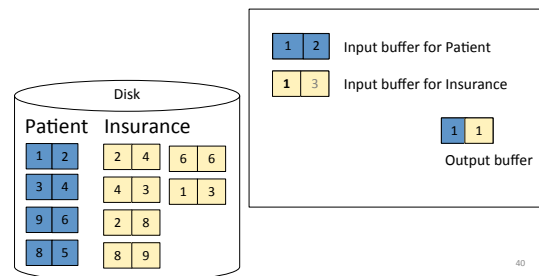 1 2 Input buffer for Patient
1 3 Input buffer for Insurance
1 1
Output buffer
Disk
Patient Insurance
1 2 2 4 6 6
3 4 4 3 1 3
9 6 2 8
8 5 8 9
40